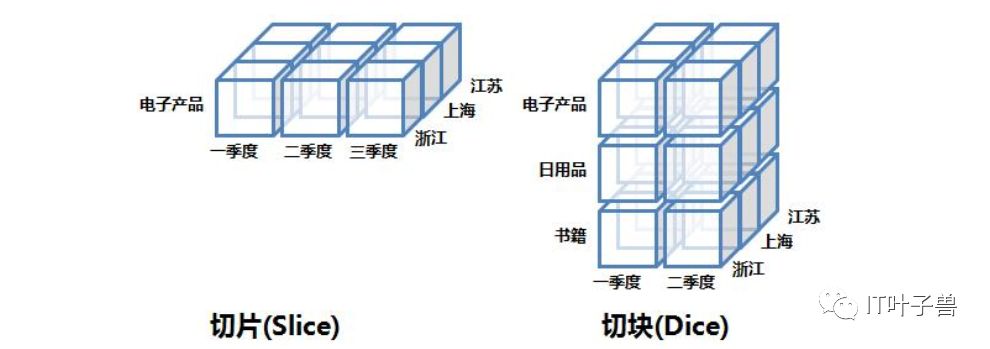 电子产品
江苏
上海
浙江
一季度
二季度
三季度
切片(Slice)
电子产品
日用品
书籍
江苏
上海
浙江
一季度
二季度
切块(Dice)
IT叶子兽